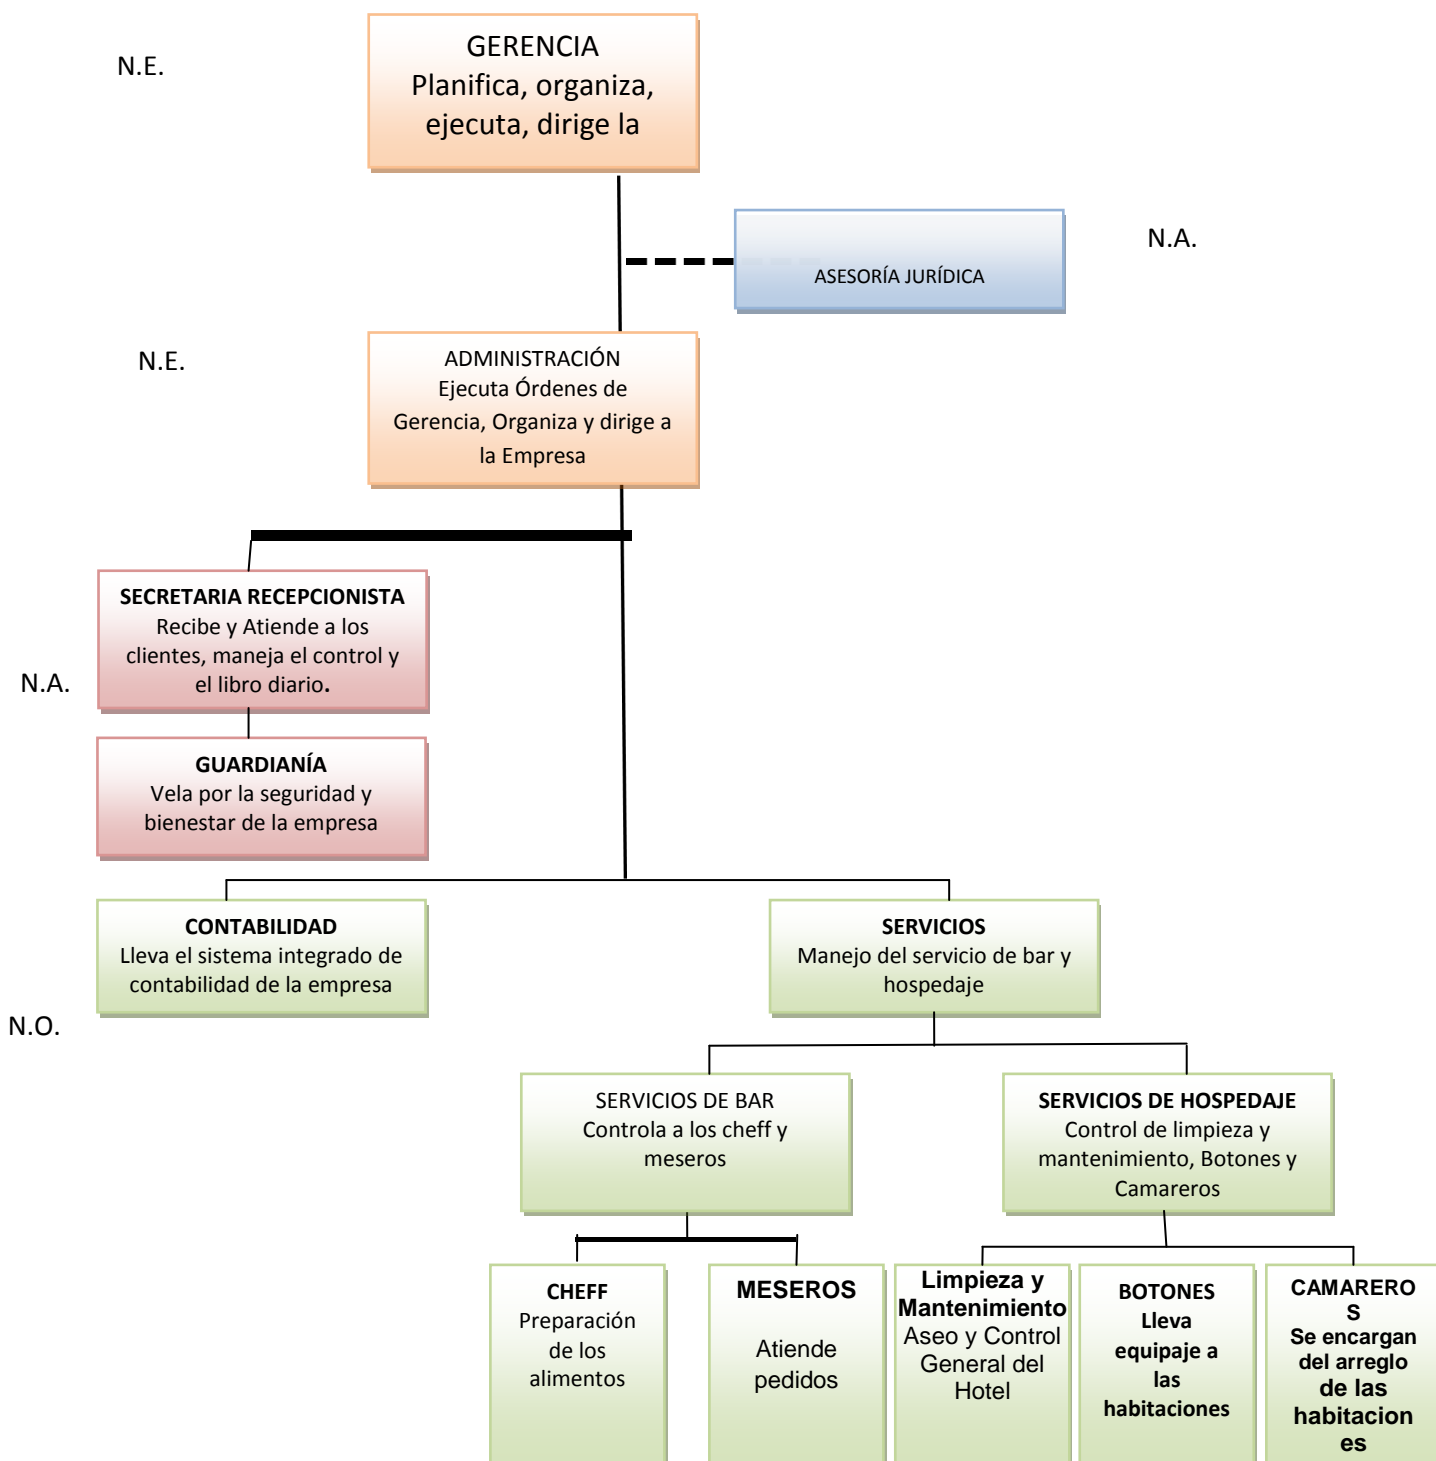 N.E.
GERENCIA
Planifica, organiza,
ejecuta, dirige la
N.A.
ASESORÍA JURÍDICA
N.E.
ADMINISTRACIÓN
Ejecuta Órdenes de
Gerencia, Organiza y dirige a
la Empresa
SECRETARIA RECEPCIONISTA
Recibe y Atiende a los
clientes, maneja el control y
el libro diario.
N.A.
GUARDIANÍA
Vela por la seguridad y
bienestar de la empresa
CONTABILIDAD
Lleva el sistema integrado de
contabilidad de la empresa
SERVICIOS
Manejo del servicio de bar y
hospedaje
N.O.
SERVICIOS DE BAR
Controla a los cheff y
meseros
SERVICIOS DE HOSPEDAJE
Control de limpieza y
mantenimiento, Botones y
Camareros
CHEFF
Preparación
de los
alimentos
MESEROS
Atiende
pedidos
Limpieza y
Mantenimiento
Aseo y Control
General del
Hotel
BOTONES
Lleva
equipaje a
las
habitaciones
CAMARERO
S
Se encargan
del arreglo
de las
habitacion
es